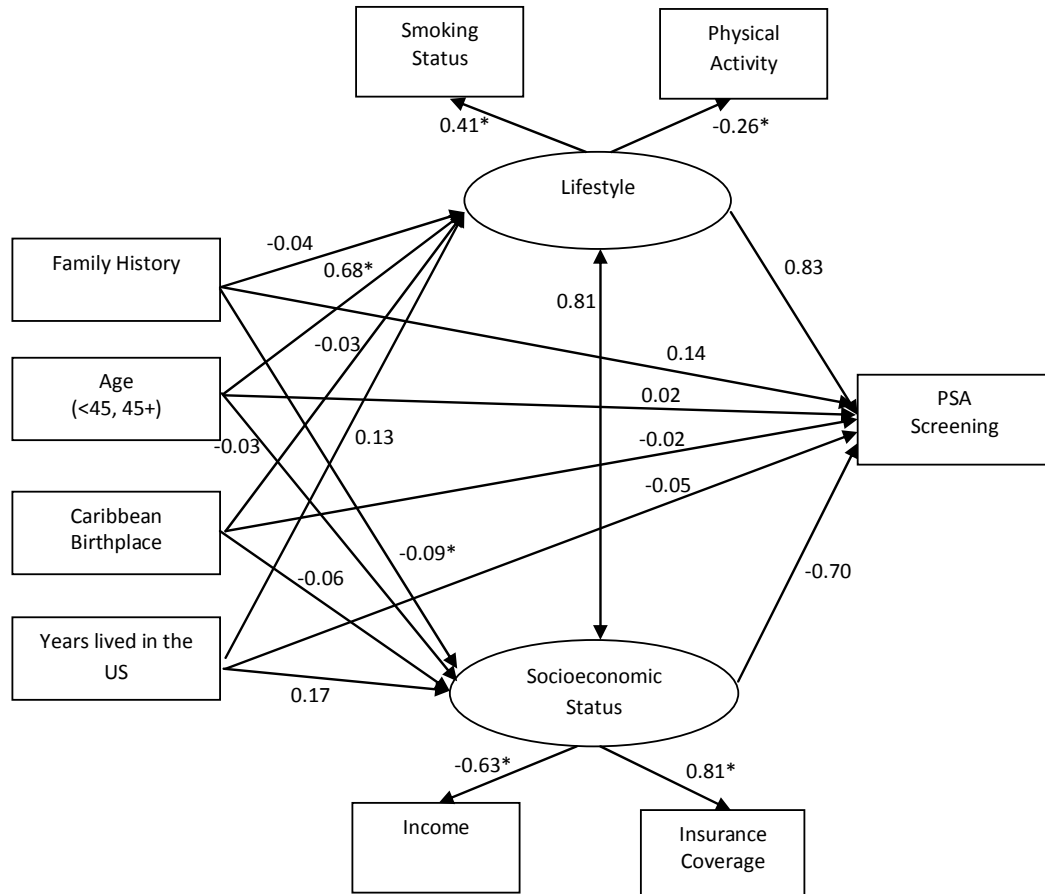 Smoking
Status
Physical
Activity
0.41*
-0.26*
Lifestyle
Family History
-0.04
0.68*
0.83
0.81
-0.03
0.14
Age
(<45, 45+)
0.02
PSA
Screening
-0.03
0.13
-0.02
-0.05
Caribbean
Birthplace
-0.09*
-0.06
-0.70
Years lived in the
US
0.17
Socioeconomic
Status
-0.63*
0.81*
Income
Insurance
Coverage